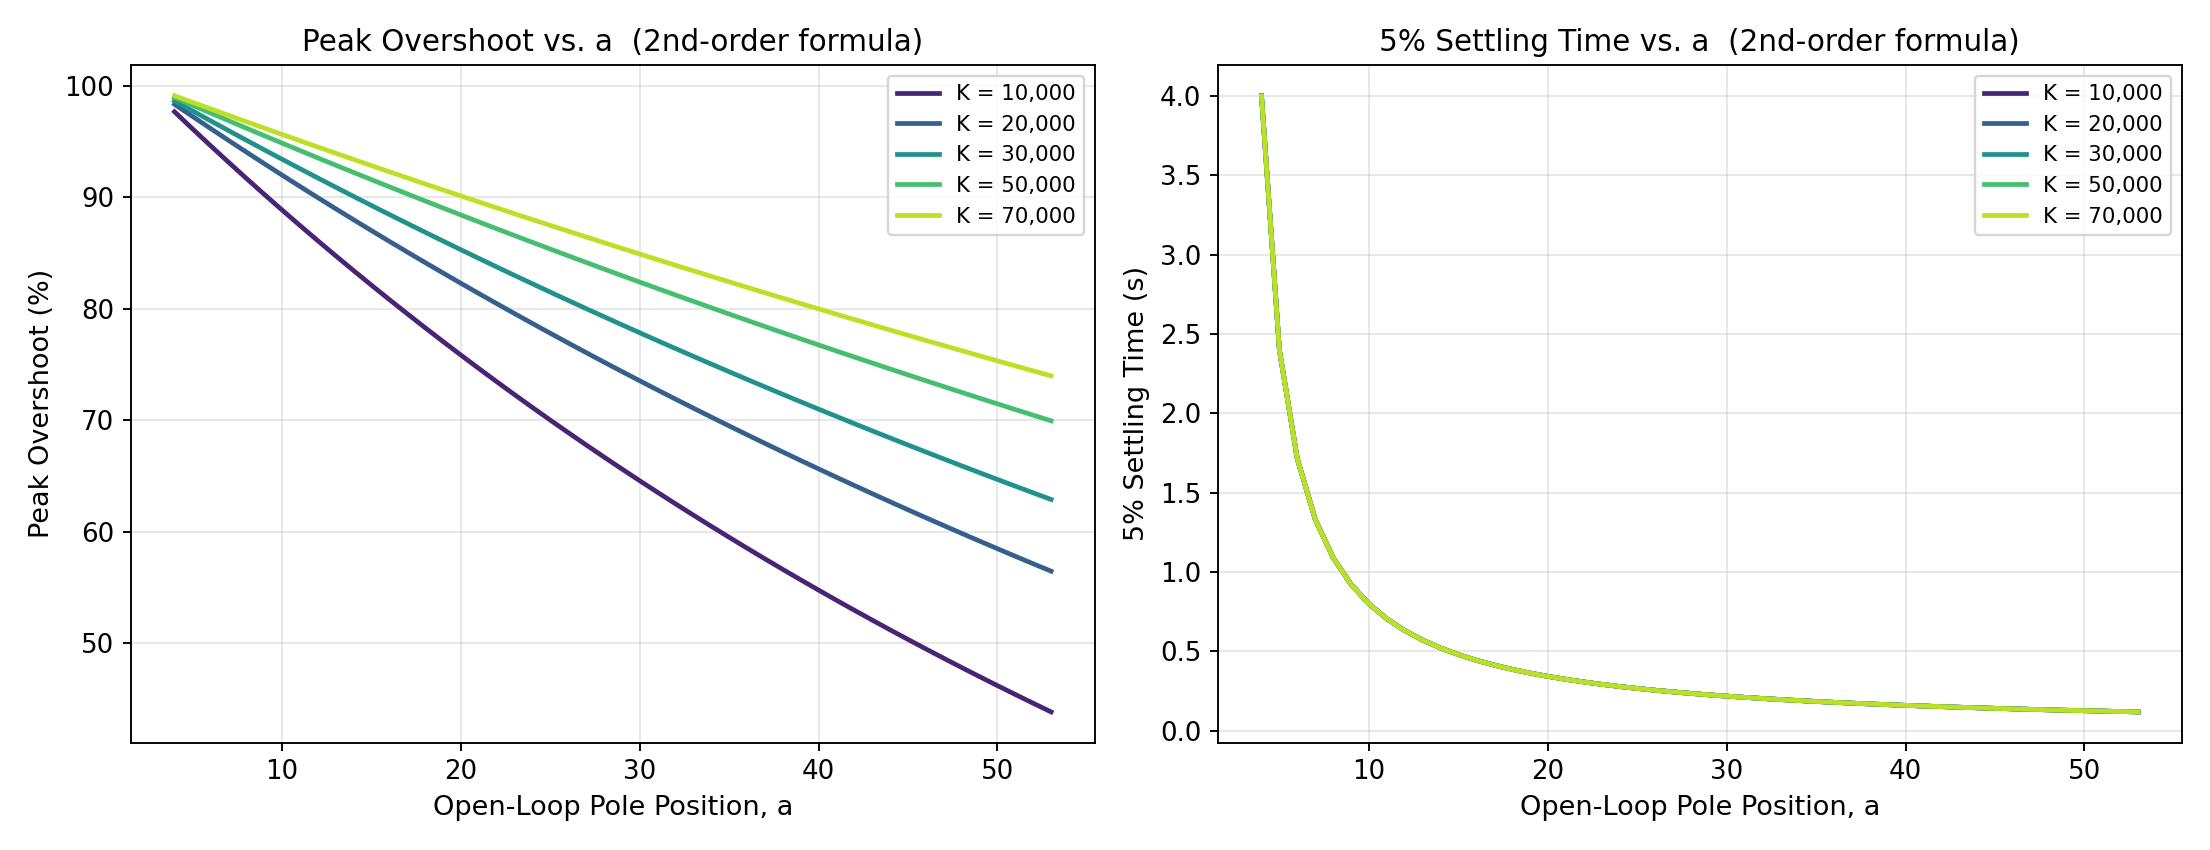 Peak Overshoot vs. a  (2nd-order formula)
Peak Overshoot (%)
100
90
80
70
60
50
10
20
30
40
50
Open-Loop Pole Position, a
K = 10,000
K = 20,000
K = 30,000
K = 50,000
K = 70,000
5% Settling Time vs. a  (2nd-order formula)
5% Settling Time (s)
4.0
3.5
3.0
2.5
2.0
1.5
1.0
0.5
0.0
10
20
30
40
50
Open-Loop Pole Position, a
K = 10,000
K = 20,000
K = 30,000
K = 50,000
K = 70,000